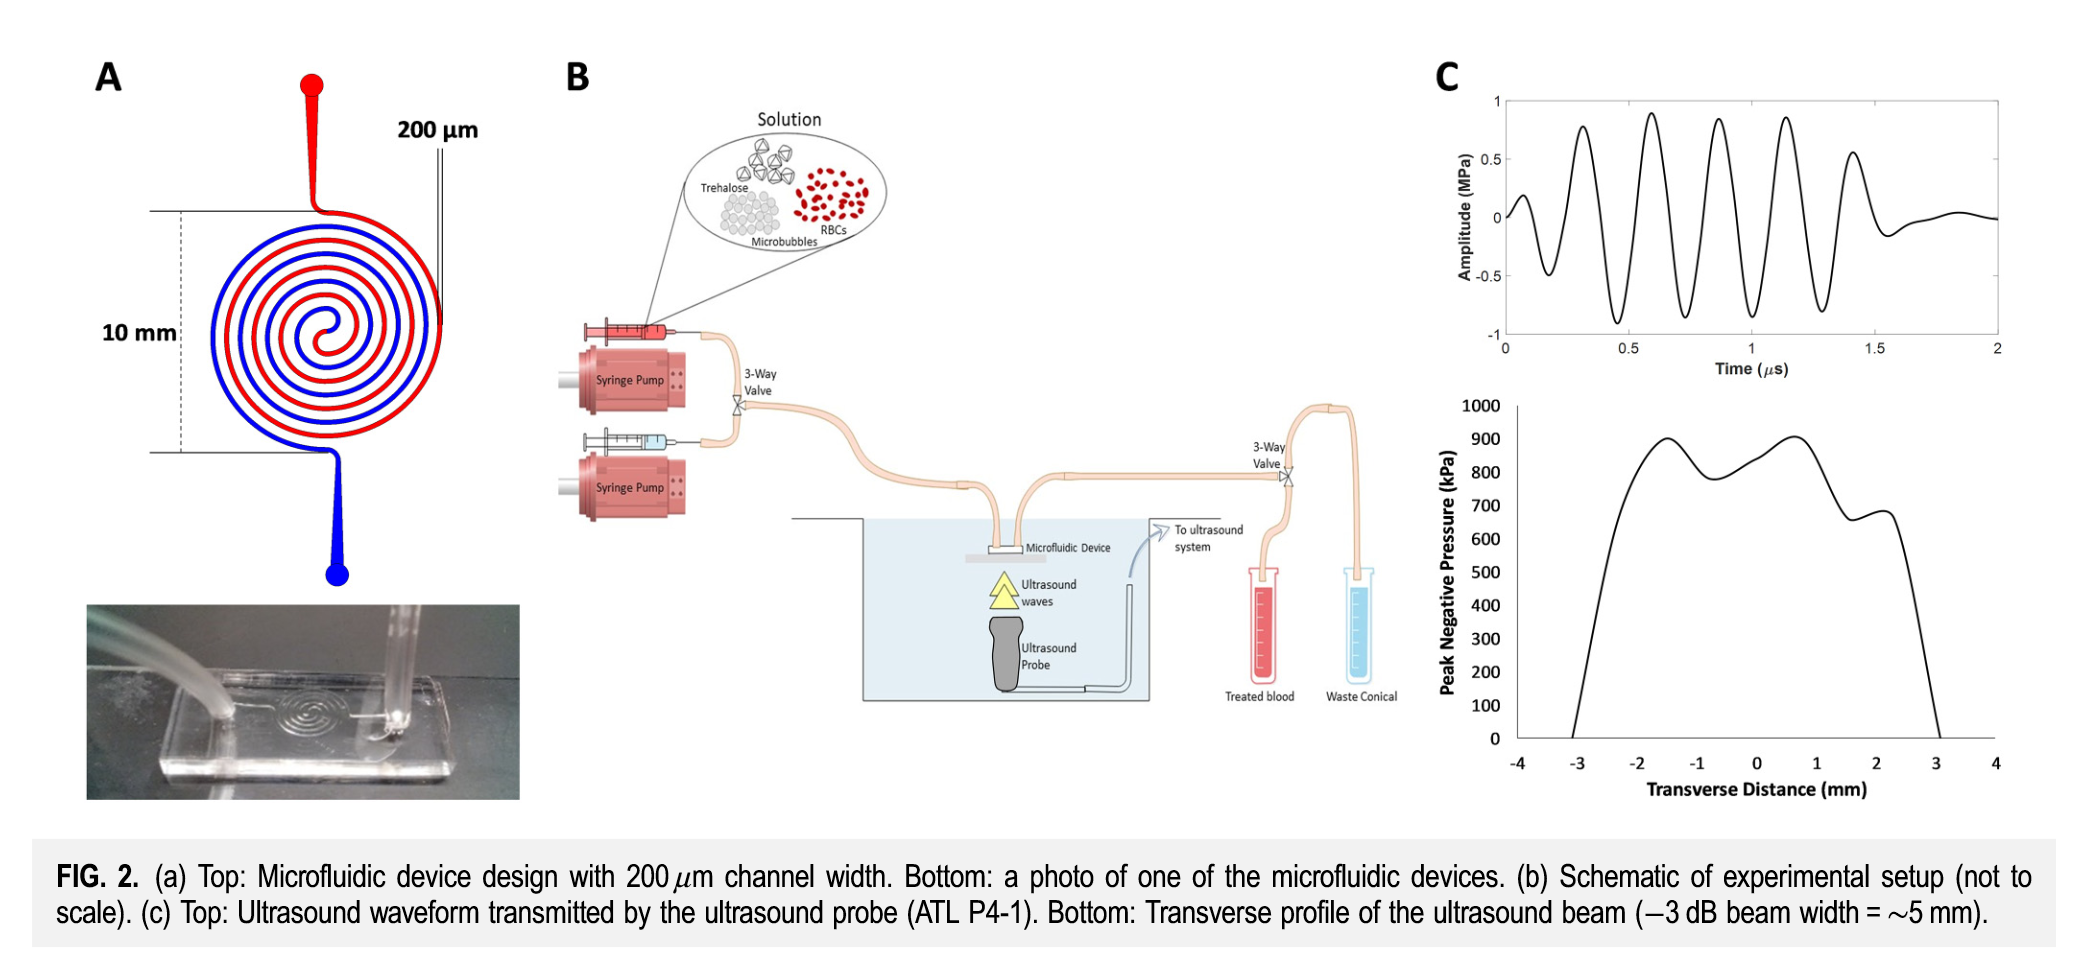 A
200 µm
10 mm
B
Solution
Trehalose
RBCs
Microbubbles
Syringe Pump
3-Way
Valve
Syringe Pump
3-Way
Valve
To ultrasound
system
Microfluidic Device
Ultrasound
waves
Ultrasound
Probe
Treated blood
Waste Conical
C
Amplitude (MPa)
1
0.5
0
-0.5
-1
0 0.5 1 1.5 2
Time (µs)
Peak Negative Pressure (kPa)
1000
900
800
700
600
500
400
300
200
100
0
-4 -3 -2 -1 0 1 2 3 4
Transverse Distance (mm)
FIG. 2. (a) Top: Microfluidic device design with 200 µm channel width. Bottom: a photo of one of the microfluidic devices. (b) Schematic of experimental setup (not to
scale). (c) Top: Ultrasound waveform transmitted by the ultrasound probe (ATL P4-1). Bottom: Transverse profile of the ultrasound beam (−3 dB beam width = ~5 mm).